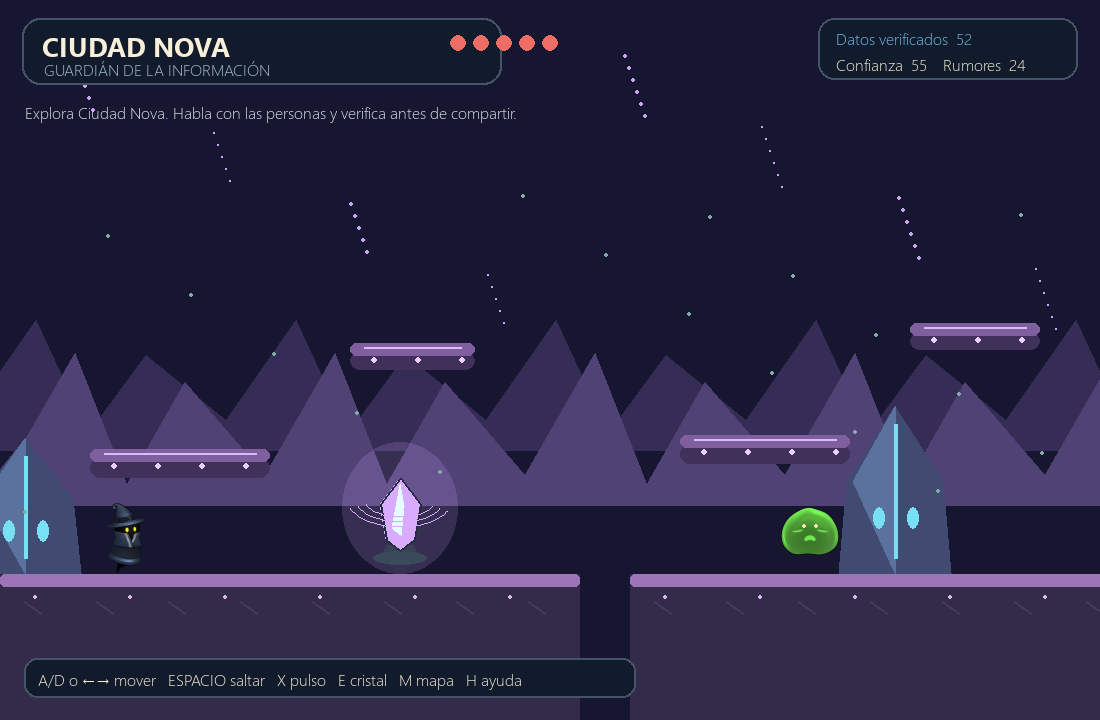 CIUDAD NOVA
GUARDIÁN DE LA INFORMACIÓN
Datos verificados 52
Confianza 55 Rumores 24
Explora Ciudad Nova. Habla con las personas y verifica antes de compartir.
A/D o ←→ mover ESPACIO saltar X pulso E cristal M mapa H ayuda